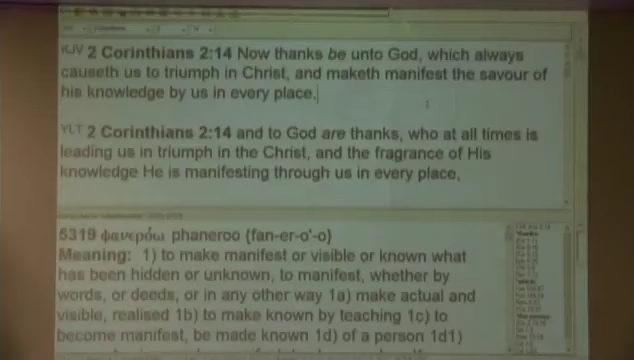 KJV 2 Corinthians 2:14 Now thanks be unto God, which always
causeth us to triumph in Christ, and maketh manifest the savour of
his knowledge by us in every place.
YLT 2 Corinthians 2:14 and to God are thanks, who at all times is
leading us in triumph in the Christ, and the fragrance of His
knowledge He is manifesting through us in every place,
5319 φανερόω phaneroo {fan-er-o'-o}
Meaning: 1) to make manifest or visible or known what
has been hidden or unknown, to manifest, whether by
words, or deeds, or in any other way 1a) make actual and
visible, realised 1b) to make known by teaching 1c) to
become manifest, be made known 1d) of a person 1d1)